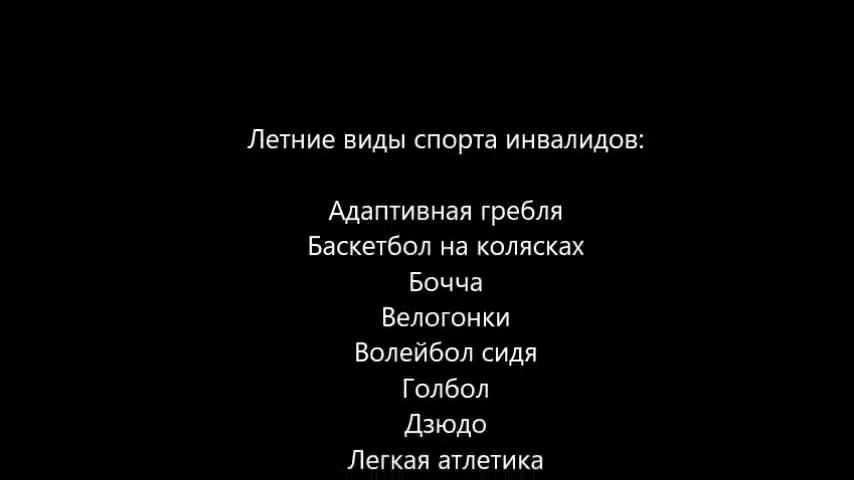 Летние виды спорта инвалидов:
Адаптивная гребля
Баскетбол на колясках
Бочча
Велогонки
Волейбол сидя
Голбол
Дзюдо
Легкая атлетика